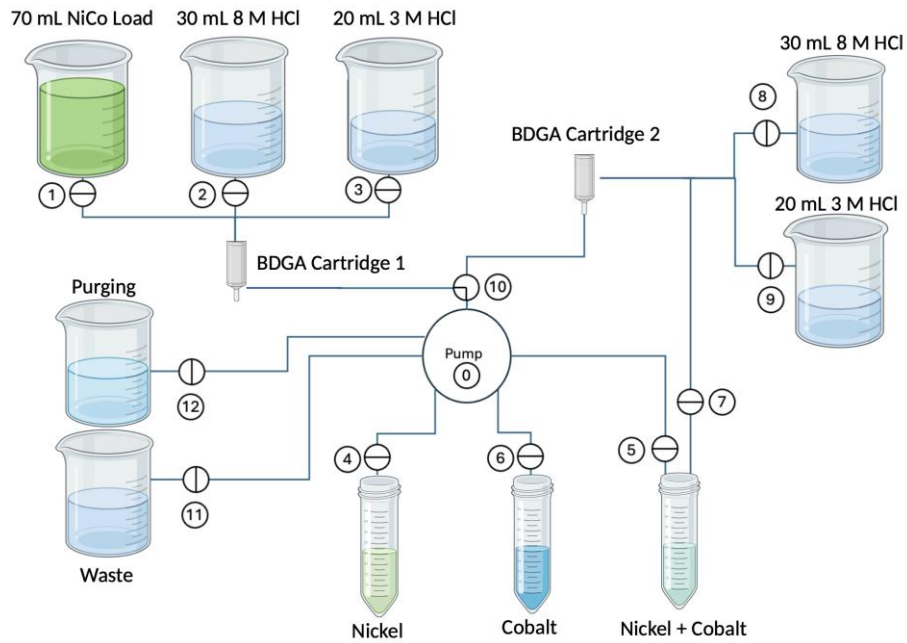 70 mL NiCo Load
30 mL 8 M HCl
20 mL 3 M HCl
30 mL 8 M HCl
8
BDGA Cartridge 2
1
2
3
20 mL 3 M HCl
BDGA Cartridge 1
9
Purging
10
Pump
0
12
7
4
6
5
11
Waste
Nickel
Cobalt
Nickel + Cobalt